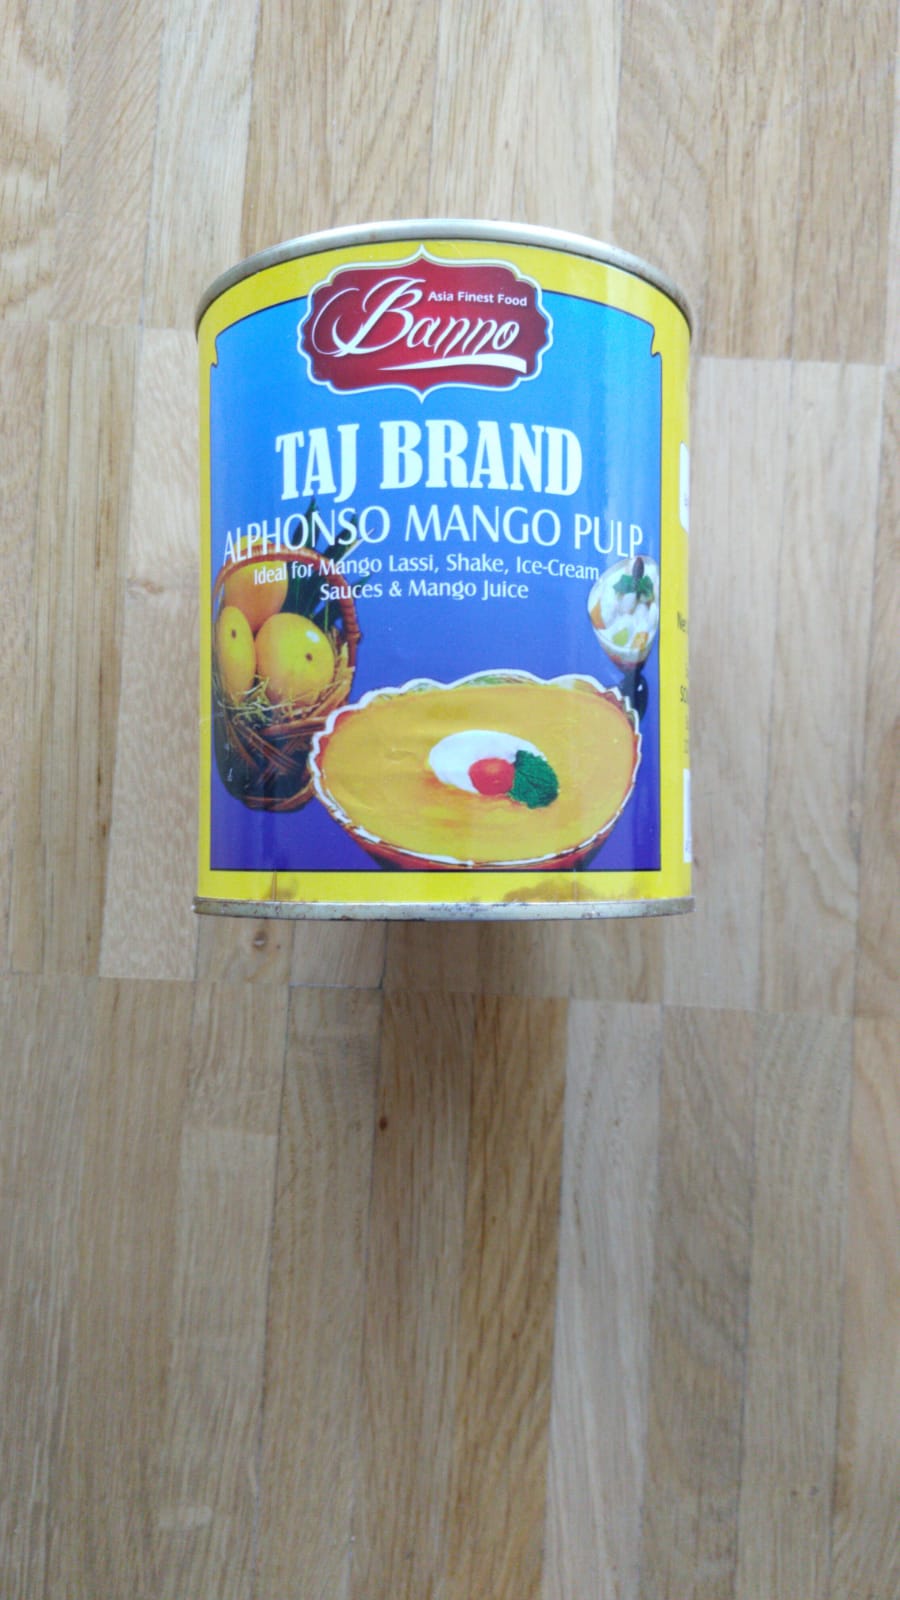 Asia Finest Food
Banno
TAJ BRAND
ALPHONSO MANGO PULP
Ideal for Mango Lassi, Shake, Ice-Cream,
Sauces & Mango Juice